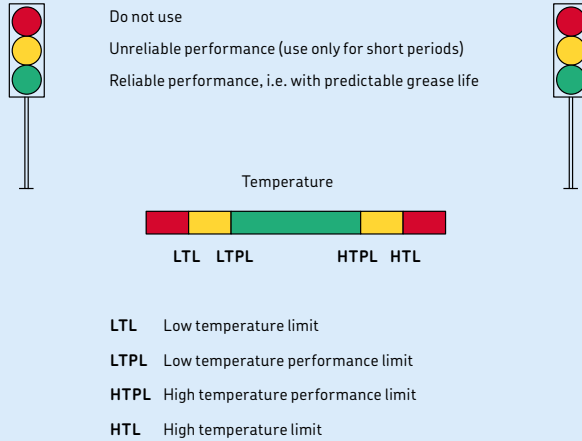 Do not use
Unreliable performance (use only for short periods)
Reliable performance, i.e. with predictable grease life
Temperature
LTL LTPL HTPL HTL
LTL Low temperature limit
LTPL Low temperature performance limit
HTPL High temperature performance limit
HTL High temperature limit